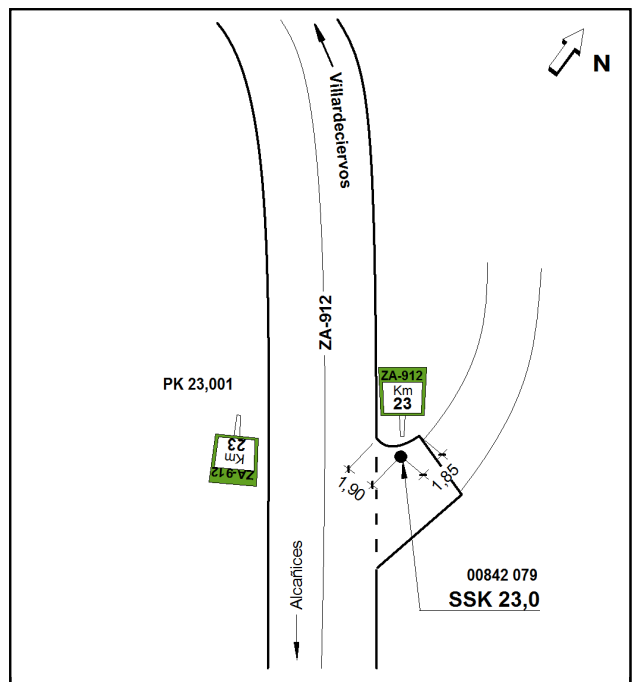 N
Villardeciervos
ZA-912
ZA-912
Km
23
PK 23,001
ZA-912
Km
23
1,90
1,85
Alcañices
00842 079
SSK 23,0